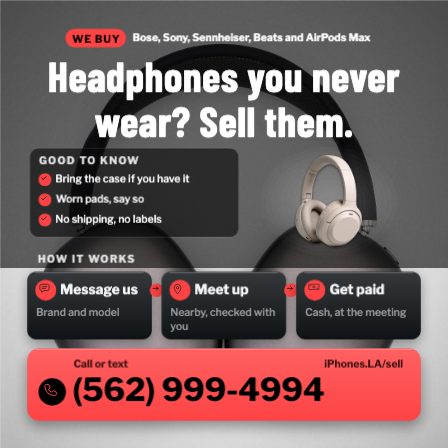 WE BUY Bose, Sony, Sennheiser, Beats and AirPods Max
Headphones you never
wear? Sell them.
GOOD TO KNOW
Bring the case if you have it
Worn pads, say so
No shipping, no labels
HOW IT WORKS
Message us
Brand and model
Meet up
Nearby, checked with
you
Get paid
Cash, at the meeting
Call or text
iPhones.LA/sell
(562) 999-4994